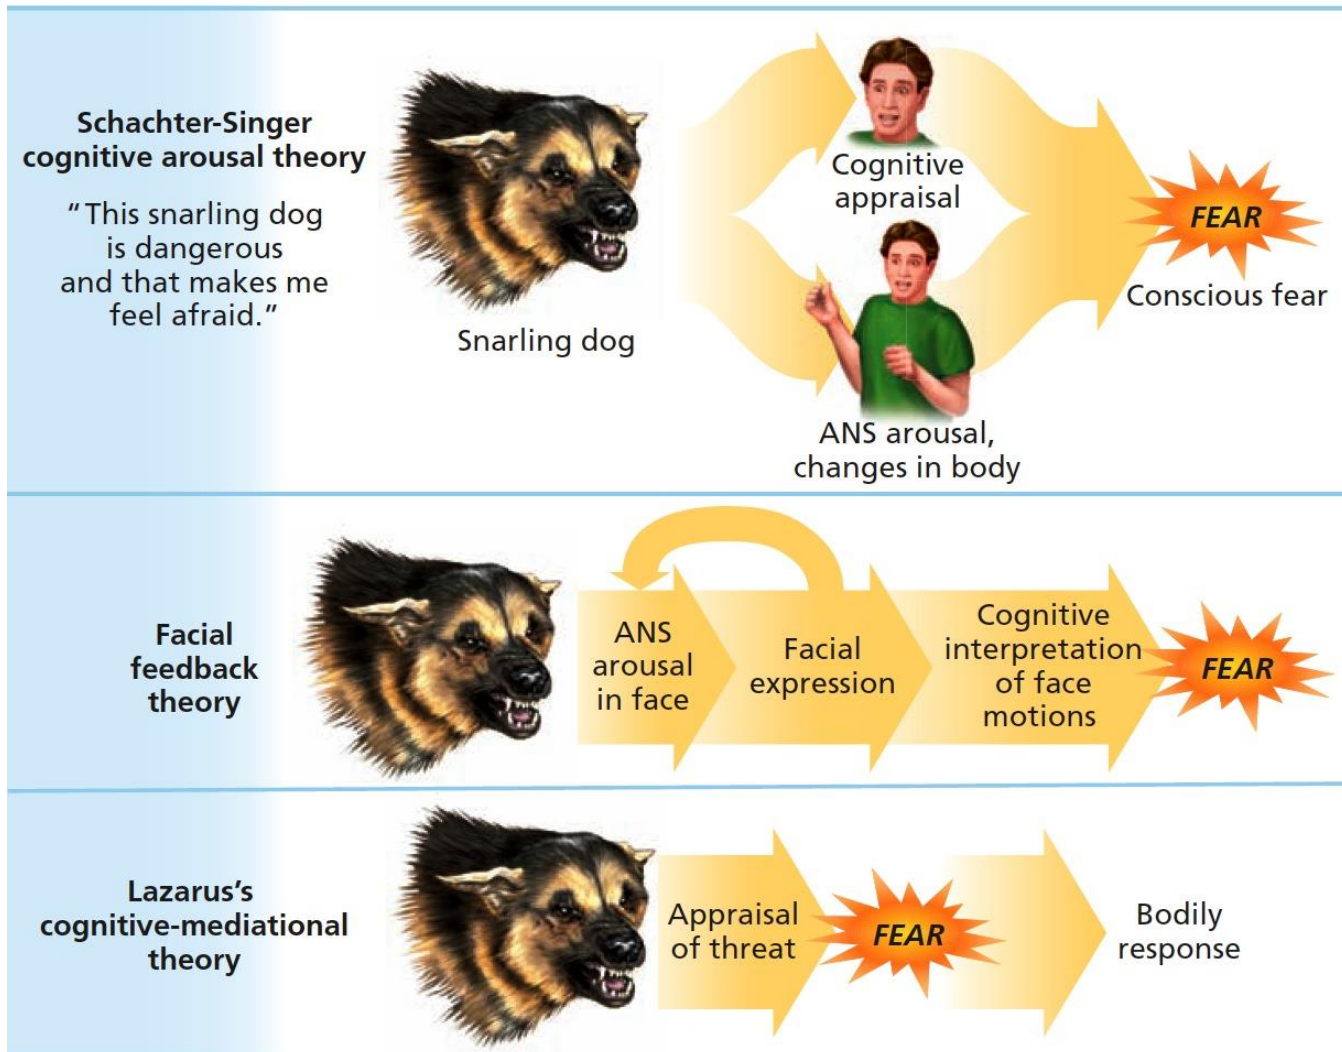 Schachter-Singer
cognitive arousal theory
"This snarling dog
is dangerous
and that makes me
feel afraid."
Snarling dog
Cognitive
appraisal
ANS arousal,
changes in body
FEAR
Conscious fear
Facial
feedback
theory
ANS
arousal
in face
Facial
expression
Cognitive
interpretation
of face
motions
FEAR
Lazarus's
cognitive-mediational
theory
Appraisal
of threat
FEAR
Bodily
response